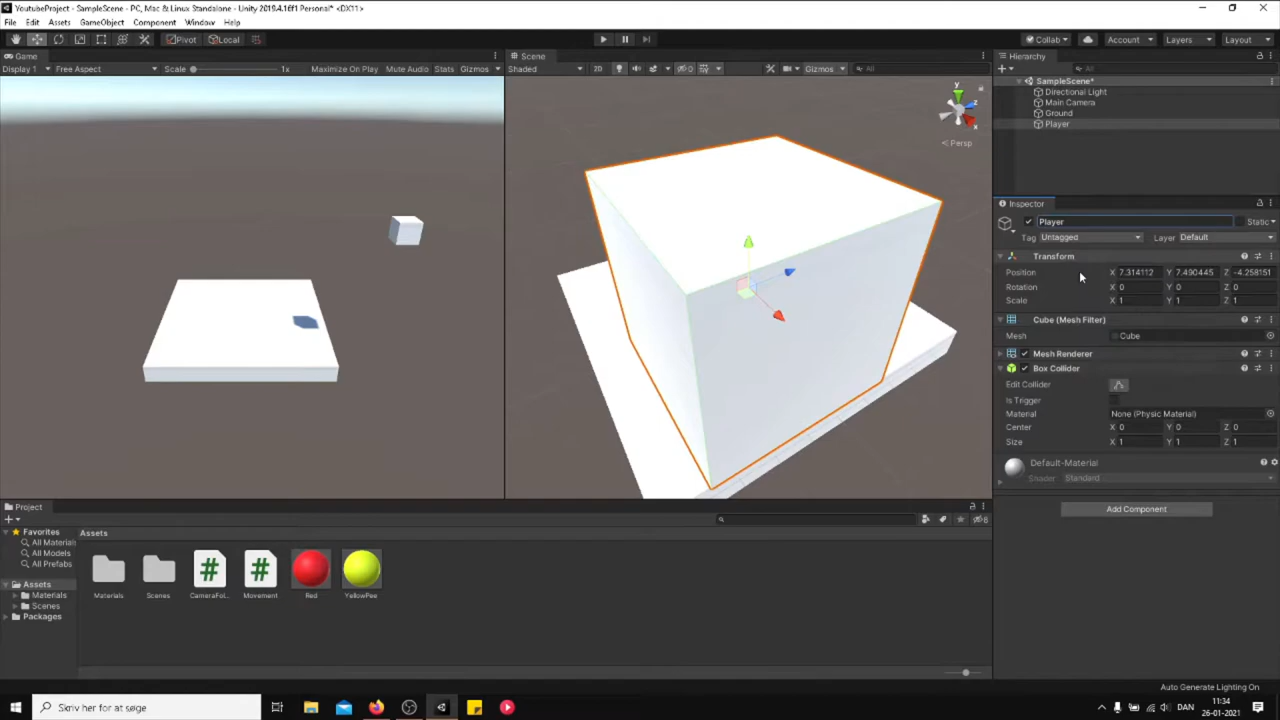 YoutubeProject - SampleScene - PC, Mac & Linux Standalone - Unity 2019.4.16f1 Personal* <DX11>
File Edit Assets GameObject Component Window Help
Pivot Local Collab Account Layers Layout
Game
Display 1 Free Aspect Scale 1x Maximize On Play Mute Audio Stats Gizmos
Scene
Shaded 2D 0 Gizmos All
y z x
< Persp
Hierarchy
All
SampleScene*
Directional Light
Main Camera
Ground
Player
Inspector
Player Static
Tag Untagged Layer Default
Transform
Position X 7.314112 Y 7.490445 Z -4.258151
Rotation X 0 Y 0 Z 0
Scale X 1 Y 1 Z 1
Cube (Mesh Filter)
Mesh Cube
Mesh Renderer
Box Collider
Edit Collider
Is Trigger
Material None (Physic Material)
Center X 0 Y 0 Z 0
Size X 1 Y 1 Z 1
Default-Material
Shader Standard
Add Component
Project
6
Favorites
All Materials
All Models
All Prefabs
Assets
Materials
Scenes
Packages
Assets
Materials Scenes CameraFol... Movement Red YellowPee
Auto Generate Lighting On
Skriv her for at søge
DAN
11:34
26-01-2021